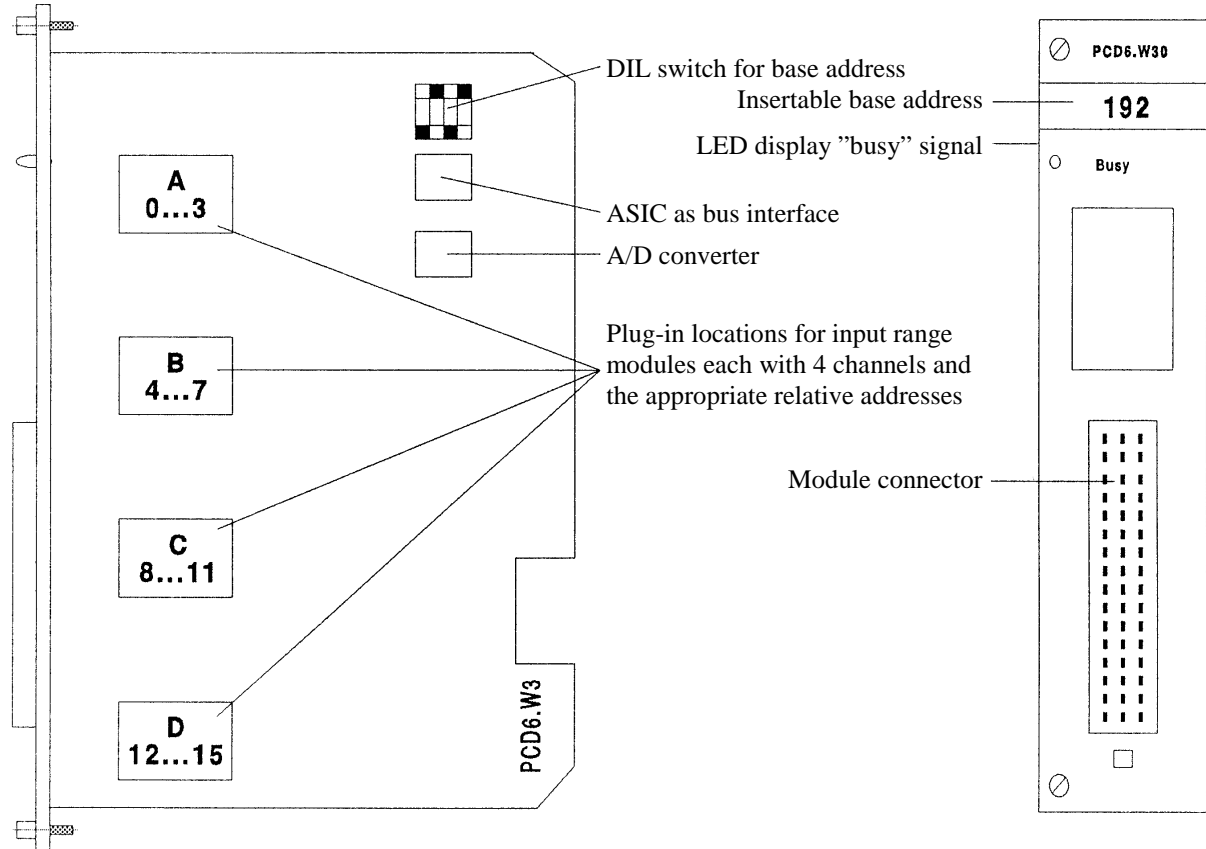 DIL switch for base address
Insertable base address
LED display ”busy” signal
ASIC as bus interface
A/D converter
Plug-in locations for input range
modules each with 4 channels and
the appropriate relative addresses
Module connector
A
0...3
B
4...7
C
8...11
D
12...15
PCD6.W3
PCD6.W30
192
Busy